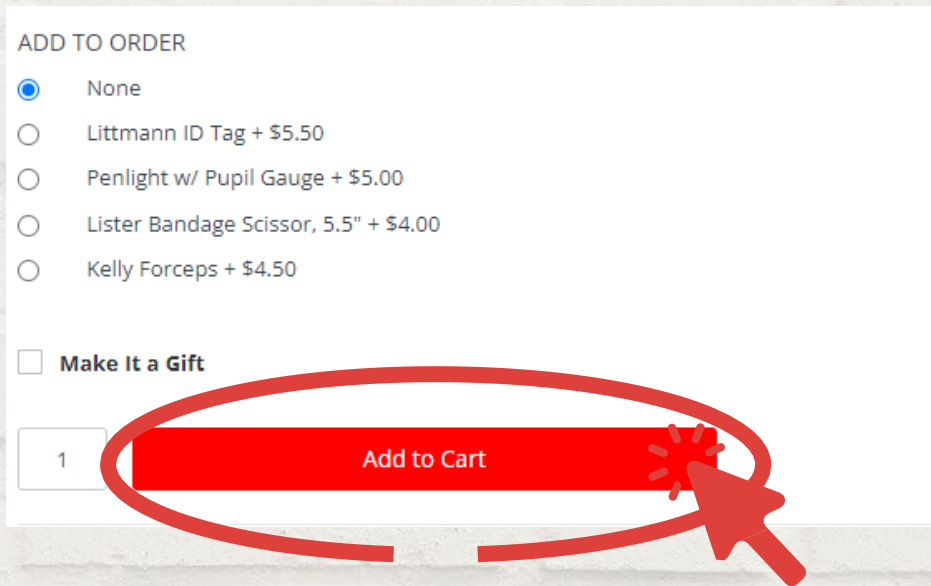 ADD TO ORDER
None
Littmann ID Tag + $5.50
Penlight w/ Pupil Gauge + $5.00
Lister Bandage Scissor, 5.5" + $4.00
Kelly Forceps + $4.50
Make It a Gift
1 Add to Cart